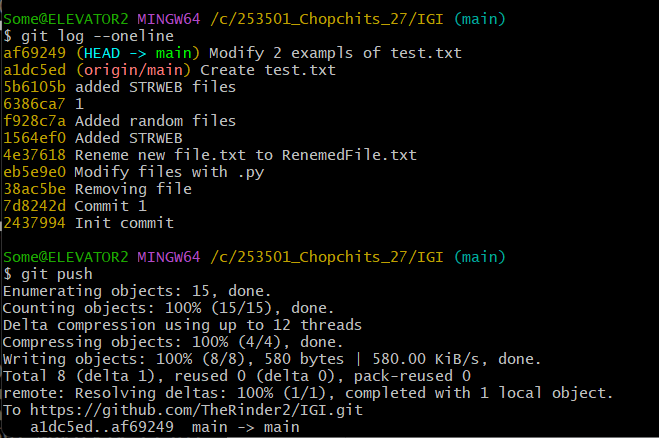 Some@ELEVATOR2 MINGW64 /c/253501_Chopchits_27/IGI (main)
$ git log --oneline
af69249 (HEAD -> main) Modify 2 exampls of test.txt
a1dc5ed (origin/main) Create test.txt
5b6105b added STRWEB files
6386ca7 1
f928c7a Added random files
1564ef0 Added STRWEB
4e37618 Reneme new file.txt to RenemedFile.txt
eb5e9e0 Modify files with .py
38ac5be Removing file
7d8242d Commit 1
2437994 Init commit
Some@ELEVATOR2 MINGW64 /c/253501_Chopchits_27/IGI (main)
$ git push
Enumerating objects: 15, done.
Counting objects: 100% (15/15), done.
Delta compression using up to 12 threads
Compressing objects: 100% (4/4), done.
Writing objects: 100% (8/8), 580 bytes | 580.00 KiB/s, done.
Total 8 (delta 1), reused 0 (delta 0), pack-reused 0
remote: Resolving deltas: 100% (1/1), completed with 1 local object.
To https://github.com/TheRinder2/IGI.git
a1dc5ed..af69249  main -> main